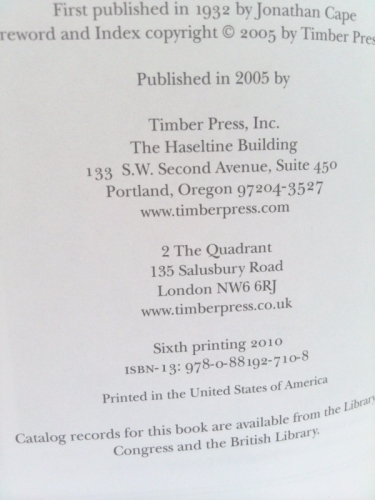 First published in 1932 by Jonathan Cape
reword and Index copyright © 2005 by Timber Pres
Published in 2005 by
Timber Press, Inc.
The Haseltine Building
133 S.W. Second Avenue, Suite 450
Portland, Oregon 97204-3527
www.timberpress.com
2 The Quadrant
135 Salusbury Road
London NW6 6RJ
www.timberpress.co.uk
Sixth printing 2010
ISBN-13: 978-0-88192-710-8
Printed in the United States of America
Catalog records for this book are available from the Library
Congress and the British Library.